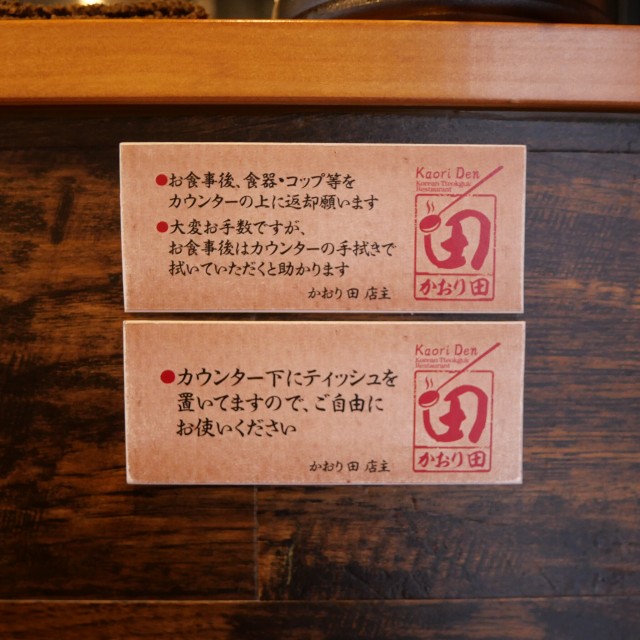 ●お食事後、食器・コップ等を
カウンターの上に返却願います
●大変お手数ですが、
お食事後はカウンターの手拭きで
拭いていただくと助かります
かおり田 店主
Kaori Den
Korean Theukguk
Restaurant
田
かおり田
●カウンター下にティッシュを
置いてますので、ご自由に
お使いください
かおり田 店主
Kaori Den
Korean Theukguk
Restaurant
田
かおり田